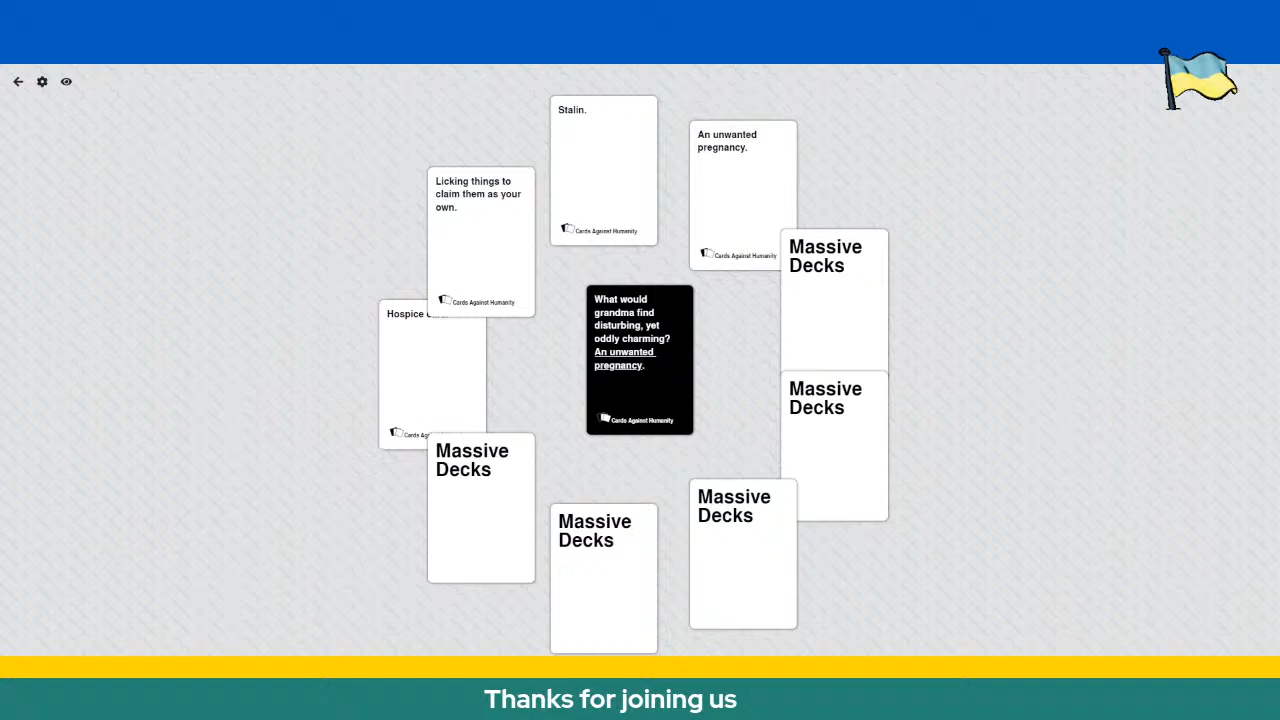 Stalin.
Cards Against Humanity
An unwanted
pregnancy.
Cards Against Humanity
Licking things to
claim them as your
own.
Cards Against Humanity
Massive
Decks
Hospice
Cards
What would
grandma find
disturbing, yet
oddly charming?
An unwanted
pregnancy.
Cards Against Humanity
Massive
Decks
Massive
Decks
Massive
Decks
Massive
Decks
Thanks for joining us